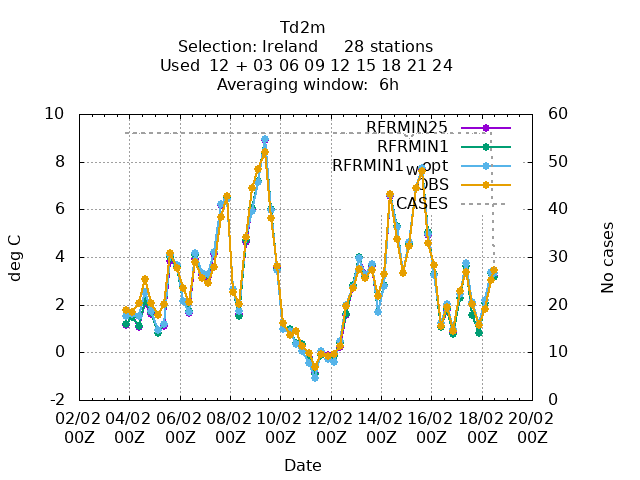 Td2m
Selection: Ireland 28 stations
Used 12 + 03 06 09 12 15 18 21 24
Averaging window: 6h
10 60
RFRMIN25
RFRMIN1
8 50
RFRMIN1_wopt
OBS
6 40
CASES
deg C
No cases
4 30
2 20
0 10
-2 0
02/02 04/02 06/02 08/02 10/02 12/02 14/02 16/02 18/02 20/02
00Z 00Z 00Z 00Z 00Z 00Z 00Z 00Z 00Z 00Z
Date